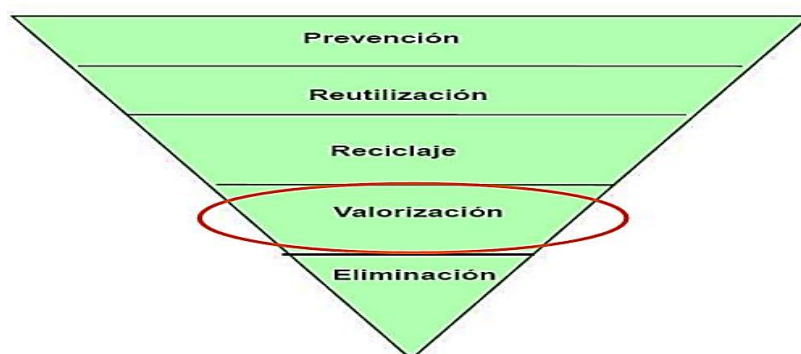 Prevención
Reutilización
Reciclaje
Valorización
Eliminación